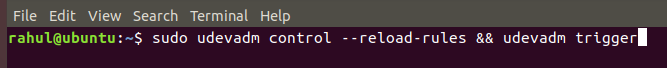 File Edit View Search Terminal Help
rahul@ubuntu:~$ sudo udevadm control --reload-rules && udevadm trigger